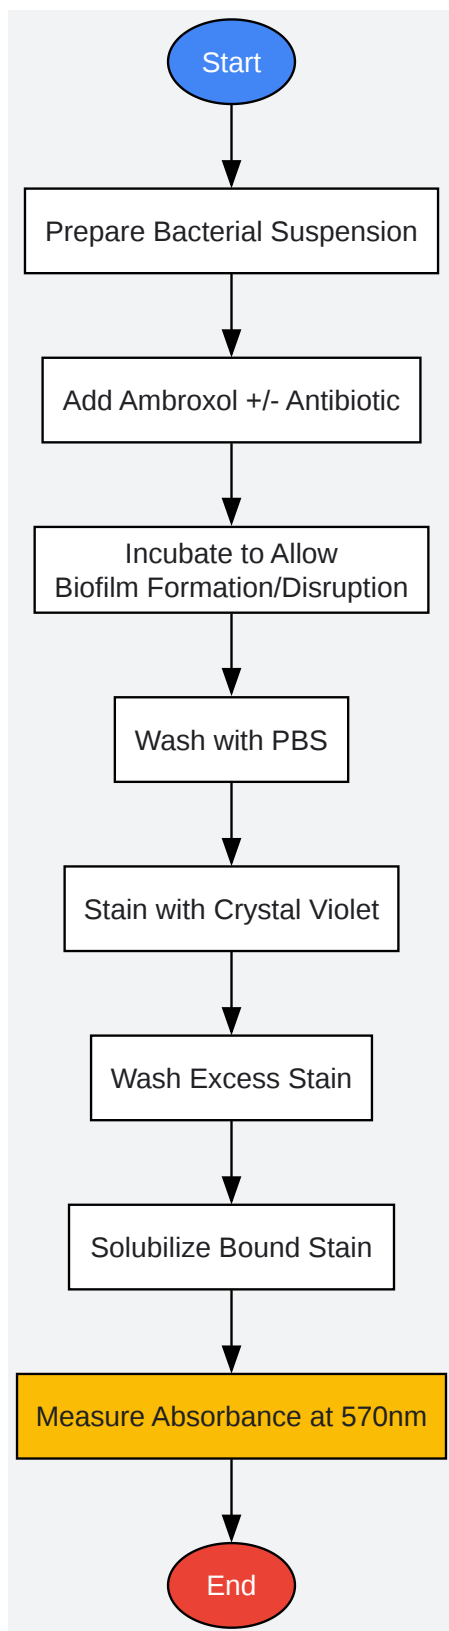 Start
Prepare Bacterial Suspension
Add Ambroxol +/- Antibiotic
Incubate to Allow
Biofilm Formation/Disruption
Wash with PBS
Stain with Crystal Violet
Wash Excess Stain
Solubilize Bound Stain
Measure Absorbance at 570nm
End